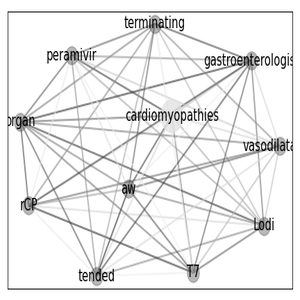 terminating
peramivir
gastroenterologis
cardiomyopathies
organ
vasodilata
aw
rCP
Lodi
T7
tended